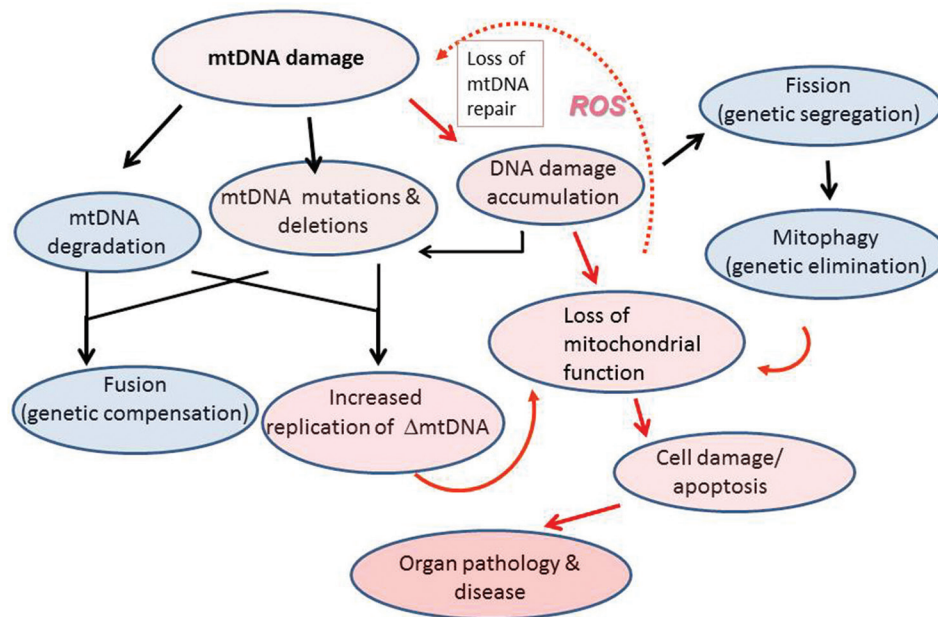 mtDNA damage
Loss of
mtDNA
repair
ROS
Fission
(genetic segregation)
DNA damage
accumulation
mtDNA mutations &
deletions
mtDNA
degradation
Mitophagy
(genetic elimination)
Loss of
mitochondrial
function
Fusion
(genetic compensation)
Increased
replication of ΔmtDNA
Cell damage/
apoptosis
Organ pathology &
disease